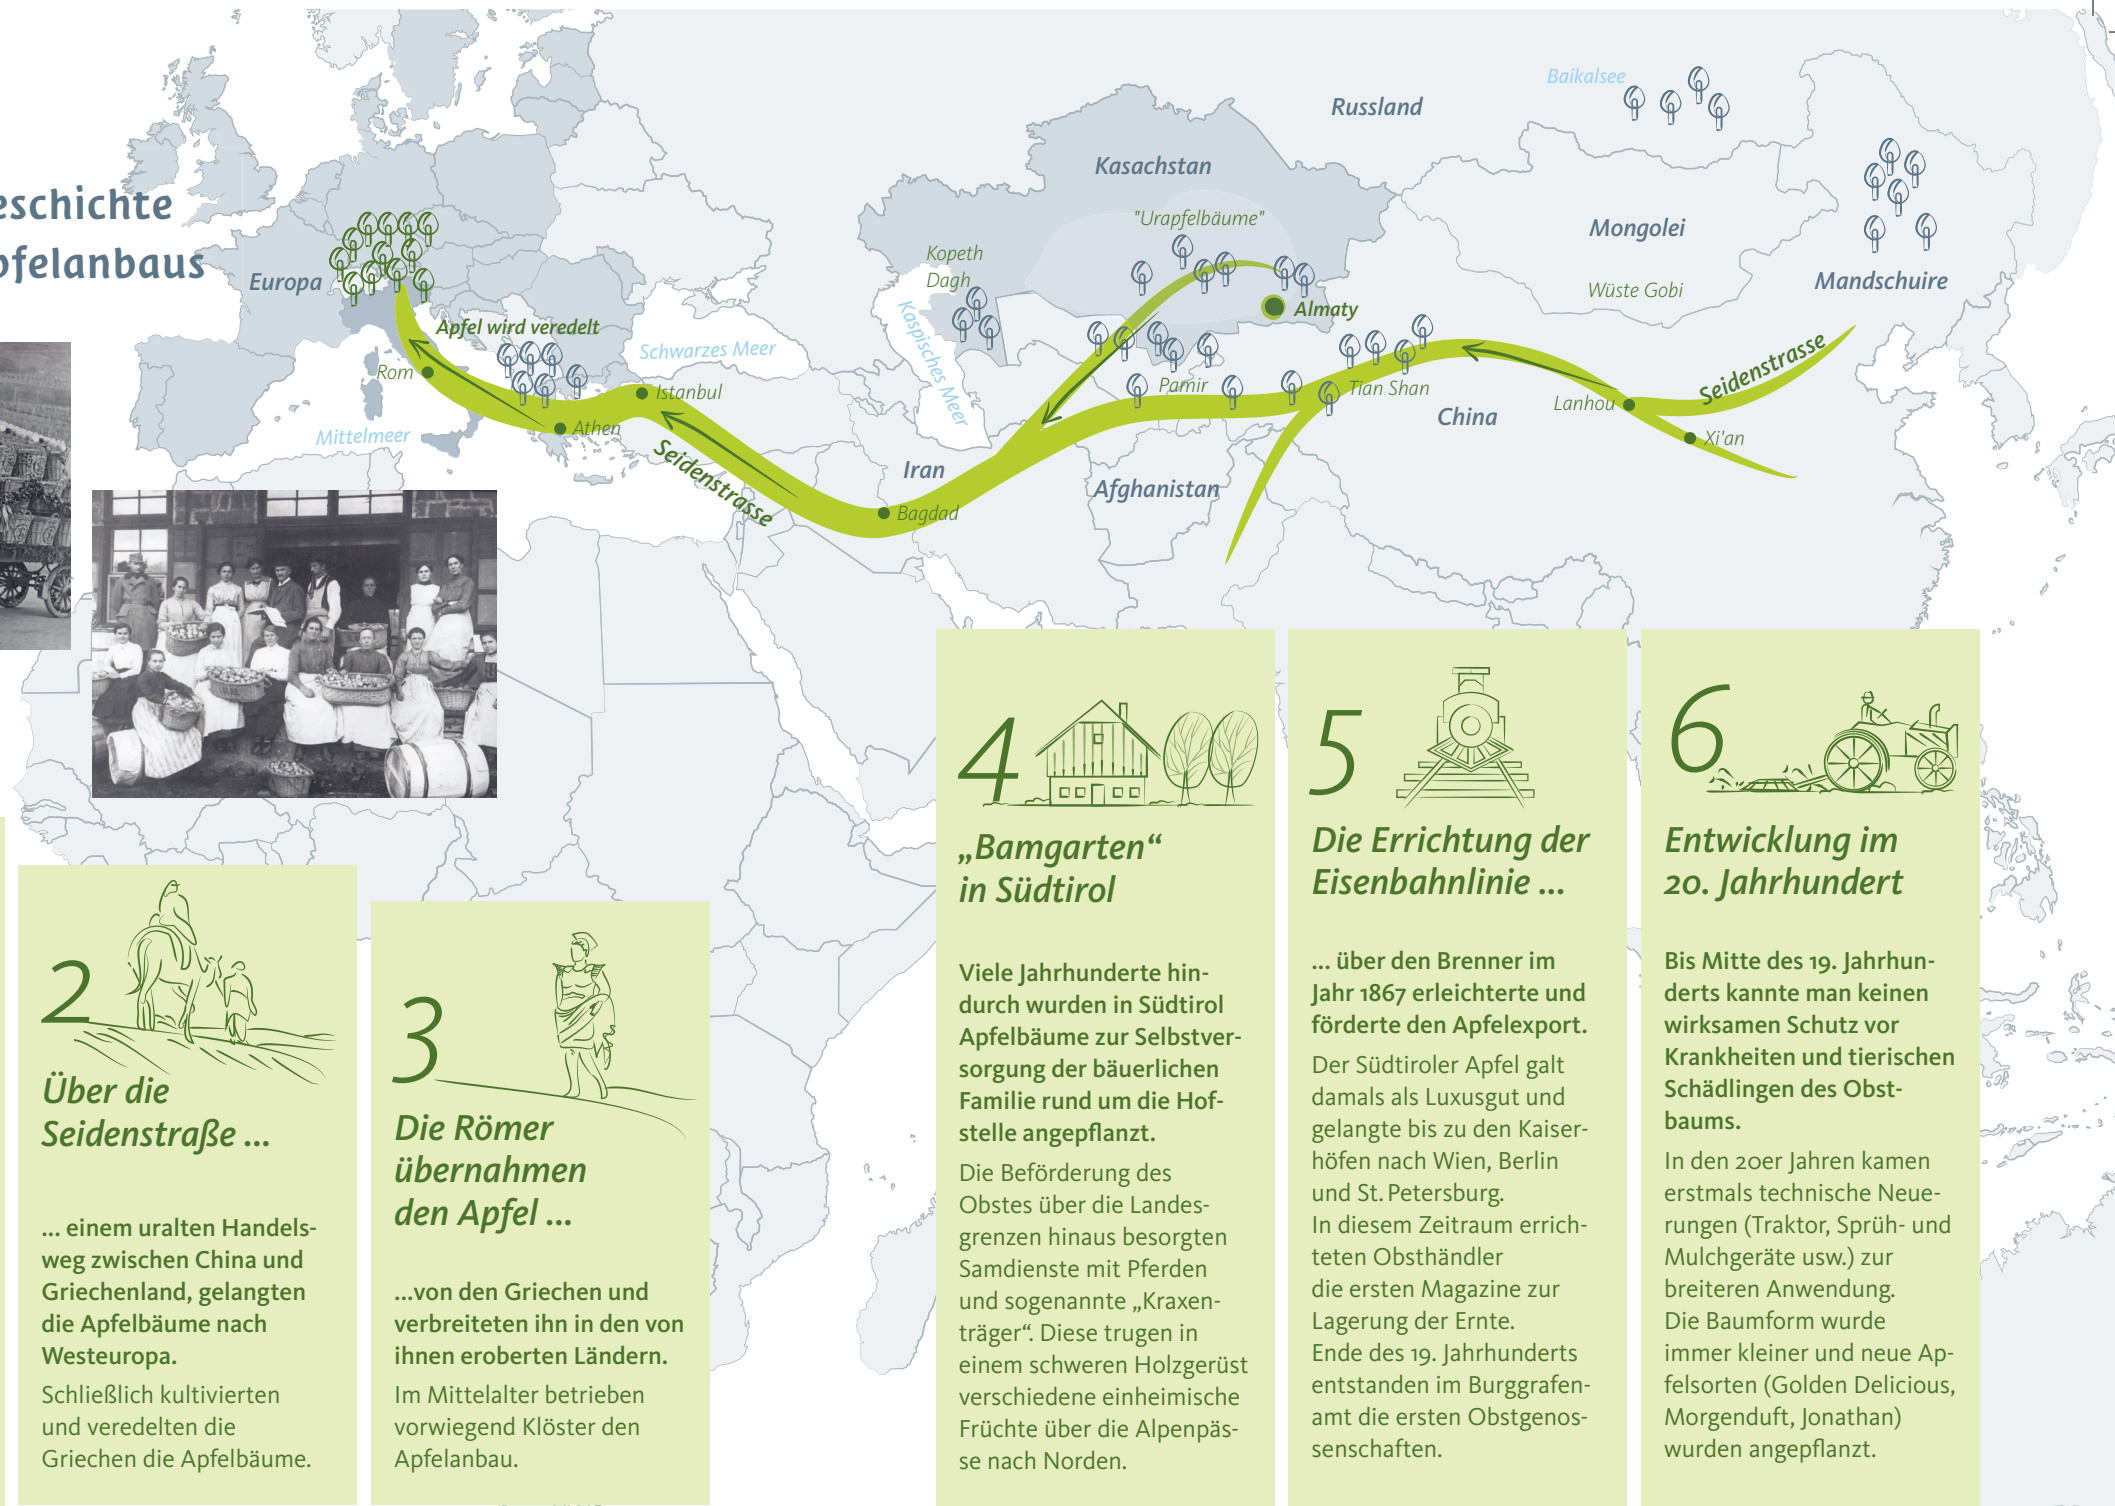 eschichte
pfelanbaus
Europa
Apfel wird veredelt
Rom
Mittelmeer
Athen
Istanbul
Schwarzes Meer
Seidenstrasse
Bagdad
Iran
Kaspisches Meer
Kopeth
Dagh
Kasachstan
"Urapfelbäume"
Almaty
Pamir
Afghanistan
Tian Shan
China
Russland
Baikalsee
Mongolei
Wüste Gobi
Mandschuire
Seidenstrasse
Lanhou
Xi'an
2
Über die
Seidenstraße ...
... einem uralten Handels-
weg zwischen China und
Griechenland, gelangten
die Apfelbäume nach
Westeuropa.
Schließlich kultivierten
und veredelten die
Griechen die Apfelbäume.
3
Die Römer
übernahmen
den Apfel ...
...von den Griechen und
verbreiteten ihn in den von
ihnen eroberten Ländern.
Im Mittelalter betrieben
vorwiegend Klöster den
Apfelanbau.
4
„Bamgarten“
in Südtirol
Viele Jahrhunderte hin-
durch wurden in Südtirol
Apfelbäume zur Selbstver-
sorgung der bäuerlichen
Familie rund um die Hof-
stelle angepflanzt.
Die Beförderung des
Obstes über die Landes-
grenzen hinaus besorgten
Samdienste mit Pferden
und sogenannte „Kraxen-
träger“. Diese trugen in
einem schweren Holzgerüst
verschiedene einheimische
Früchte über die Alpenpäs-
se nach Norden.
5
Die Errichtung der
Eisenbahnlinie ...
... über den Brenner im
Jahr 1867 erleichterte und
förderte den Apfelexport.
Der Südtiroler Apfel galt
damals als Luxusgut und
gelangte bis zu den Kaiser-
höfen nach Wien, Berlin
und St. Petersburg.
In diesem Zeitraum errich-
teten Obsthändler
die ersten Magazine zur
Lagerung der Ernte.
Ende des 19. Jahrhunderts
entstanden im Burggrafen-
amt die ersten Obstgenos-
senschaften.
6
Entwicklung im
20. Jahrhundert
Bis Mitte des 19. Jahrhun-
derts kannte man keinen
wirksamen Schutz vor
Krankheiten und tierischen
Schädlingen des Obst-
baums.
In den 20er Jahren kamen
erstmals technische Neue-
rungen (Traktor, Sprüh- und
Mulchgeräte usw.) zur
breiteren Anwendung.
Die Baumform wurde
immer kleiner und neue Ap-
felsorten (Golden Delicious,
Morgenduft, Jonathan)
wurden angepflanzt.